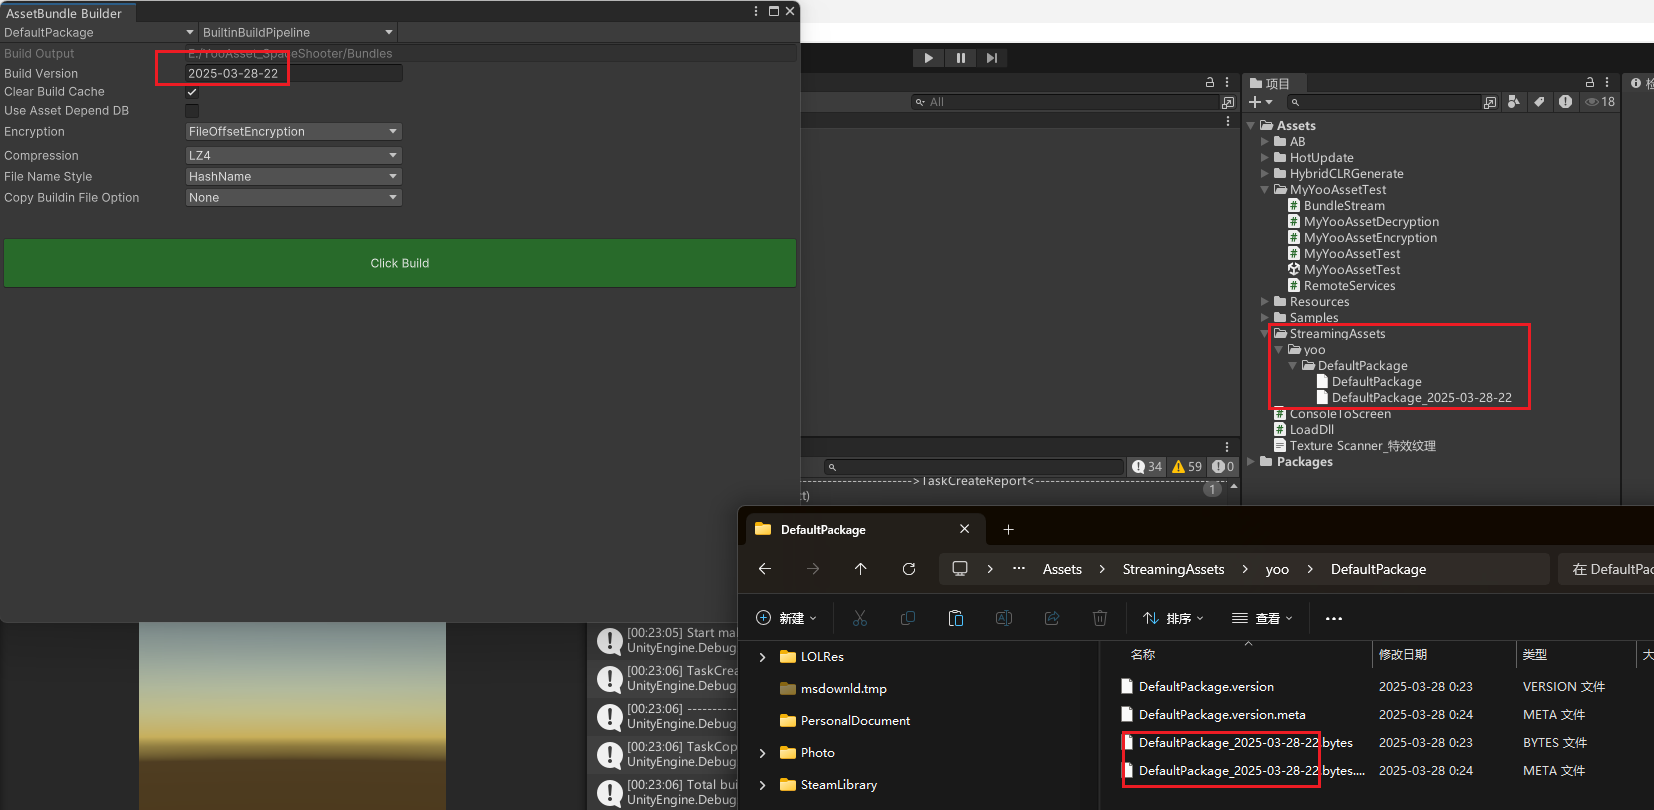 AssetBundle Builder
DefaultPackage
BuiltinBuildPipeline
Build Output
E:/YooAsset_SpaceShooter/Bundles
Build Version
2025-03-28-22
Clear Build Cache
Use Asset Depend DB
Encryption
FileOffsetEncryption
Compression
LZ4
File Name Style
HashName
Copy Buildin File Option
None
Click Build
All
项目
18
Assets
AB
HotUpdate
HybridCLRGenerate
MyYooAssetTest
BundleStream
MyYooAssetDecryption
MyYooAssetEncryption
MyYooAssetTest
MyYooAssetTest
RemoteServices
Resources
Samples
StreamingAssets
yoo
DefaultPackage
DefaultPackage
DefaultPackage_2025-03-28-22
ConsoleToScreen
LoadDll
Texture Scanner_特效纹理
Packages
34
59
0
---------------------->TaskCreateReport<--------------------------------------
1
[00:23:05] Start mal
UnityEngine.Debug
[00:23:06] TaskCrea
UnityEngine.Debug
[00:23:06] -----------
UnityEngine.Debug
[00:23:06] TaskCop
UnityEngine.Debug
[00:23:06] Total bui
UnityEngine.Debug
DefaultPackage
Assets
StreamingAssets
yoo
DefaultPackage
在 DefaultPac
新建
排序
查看
LOLRes
msdownld.tmp
PersonalDocument
Photo
SteamLibrary
名称
修改日期
类型
大
DefaultPackage.version
2025-03-28 0:23
VERSION 文件
DefaultPackage.version.meta
2025-03-28 0:24
META 文件
DefaultPackage_2025-03-28-22.bytes
2025-03-28 0:23
BYTES 文件
DefaultPackage_2025-03-28-22.bytes....
2025-03-28 0:24
META 文件